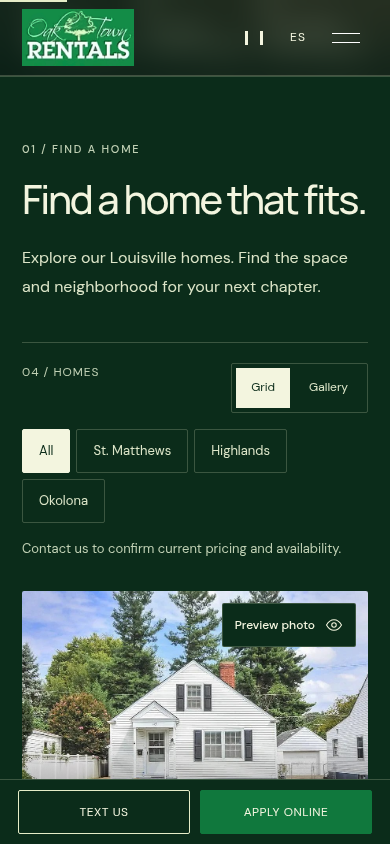 Oak Town
RENTALS
ES
01 / FIND A HOME
Find a home that fits.
Explore our Louisville homes. Find the space
and neighborhood for your next chapter.
04 / HOMES
Grid
Gallery
All
St. Matthews
Highlands
Okolona
Contact us to confirm current pricing and availability.
Preview photo
TEXT US
APPLY ONLINE